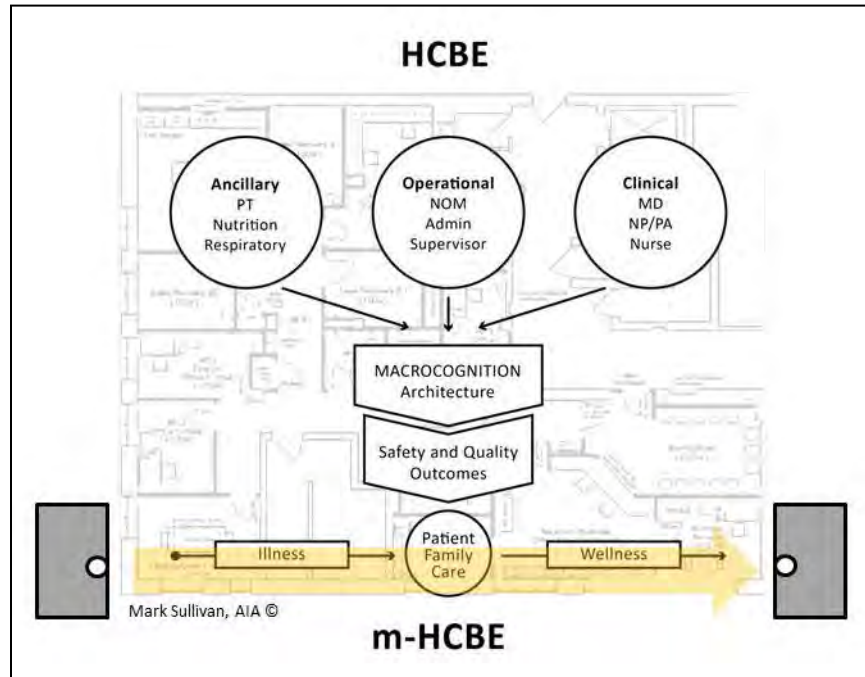 HCBE
Ancillary
PT
Nutrition
Respiratory
Operational
NOM
Admin
Supervisor
Clinical
MD
NP/PA
Nurse
MACROCOGNITION
Architecture
Safety and Quality
Outcomes
Illness
Patient
Family
Care
Wellness
Mark Sullivan, AIA ©
m-HCBE